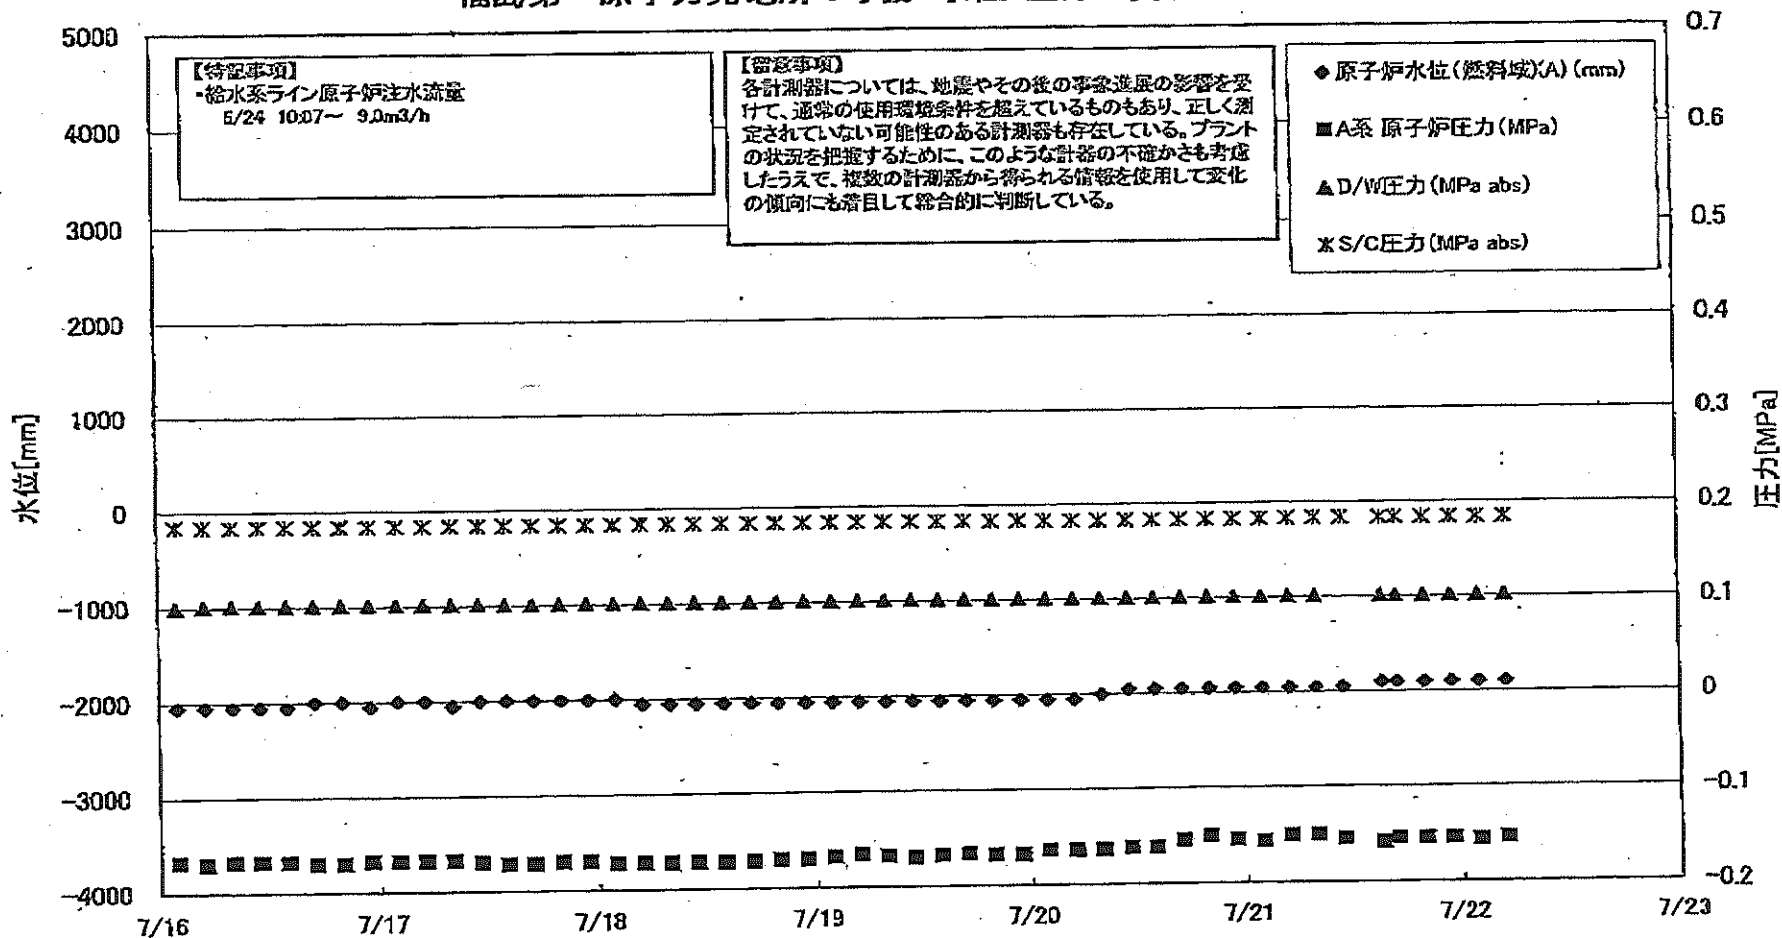 5000
4000
3000
2000
1000
0
-1000
-2000
-3000
-4000
水位[mm]
【特記事項】
・給水系ライン原子炉注水流量
10:07～ 9.0m3/h
【留意事項】
各計測器については、地震やその後の事象進展の影響を受
けて、通常の使用環境条件を超えているものもあり、正しく測
定されていない可能性のある計測器も存在している。プラント
の状況を把握するために、このような計器の不確かさも考慮
したうえで、複数の計測器から得られる情報を使用して変化
の傾向にも着目して総合的に判断している。
◆原子炉水位(燃料域)(A)(mm)
■A系 原子炉圧力(MPa)
▲D/W圧力(MPa abs)
S/C圧力(MPa abs)
0.7
0.6
0.5
0.4
0.3
0.2
0.1
0
-0.1
-0.2
圧力[MPa]
7/16
7/17
7/18
7/19
7/20
7/21
7/22
7/23